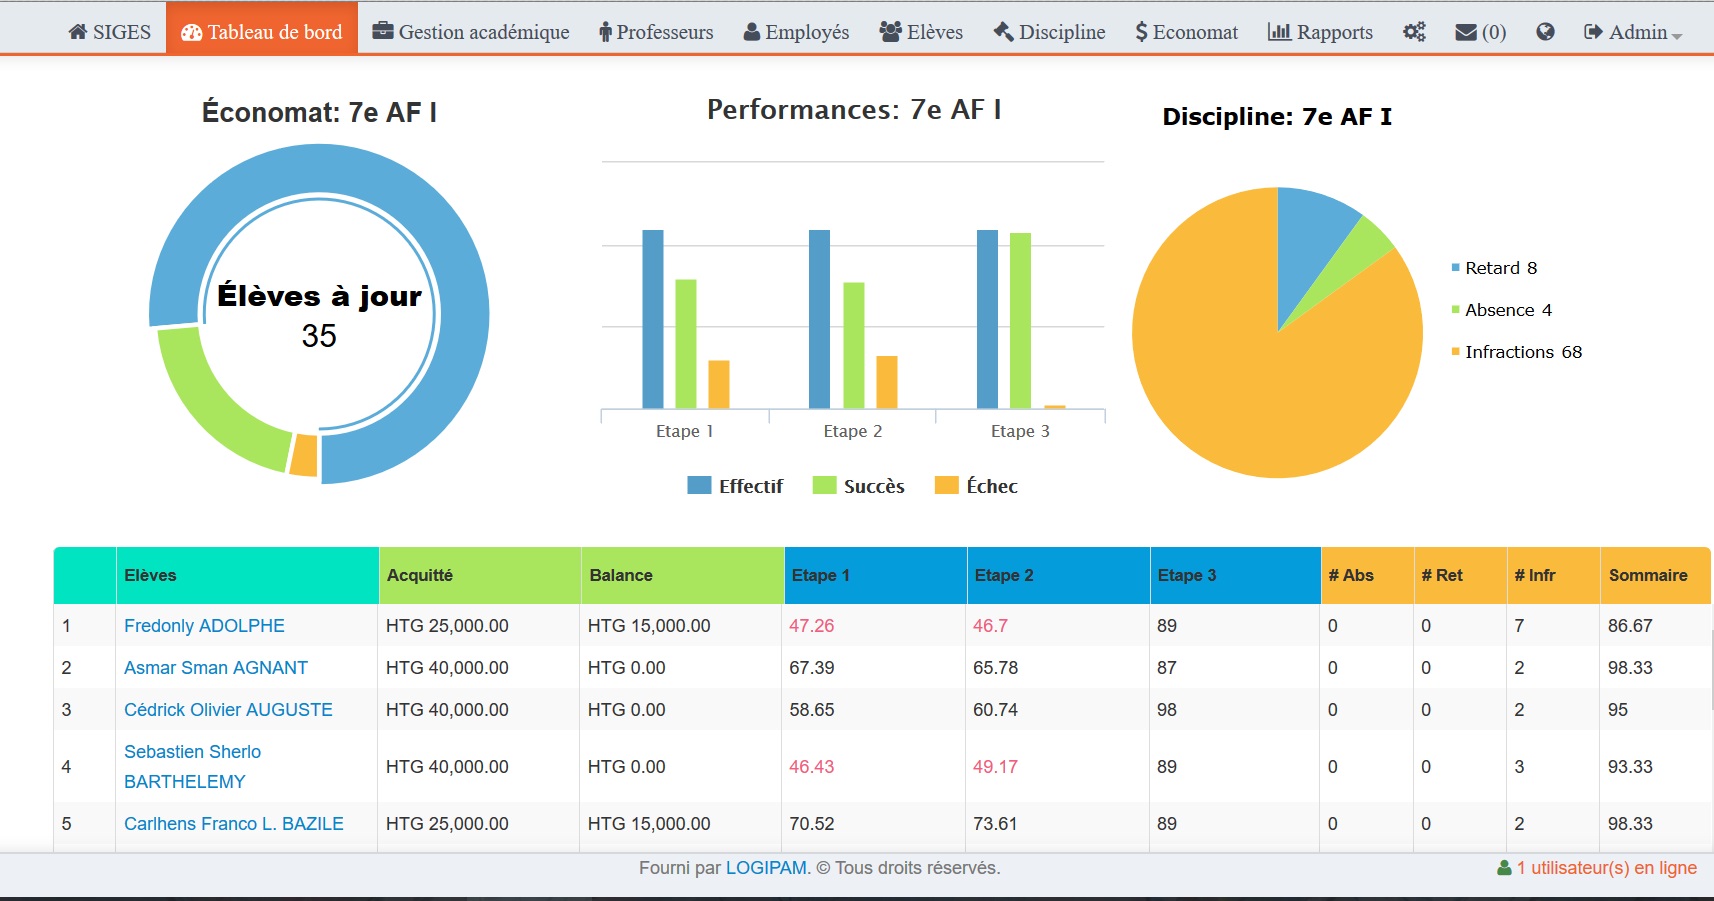 SIGES Tableau de bord Gestion académique Professeurs Employés Elèves Discipline $ Economat Rapports (0) Admin
Économat: 7e AF I
Élèves à jour
35
Performances: 7e AF I
Etape 1 Etape 2 Etape 3
Effectif Succès Échec
Discipline: 7e AF I
Retard 8
Absence 4
Infractions 68
Elèves Acquitté Balance Etape 1 Etape 2 Etape 3 # Abs # Ret # Infr Sommaire
1 Fredonly ADOLPHE HTG 25,000.00 HTG 15,000.00 47.26 46.7 89 0 0 7 86.67
2 Asmar Sman AGNANT HTG 40,000.00 HTG 0.00 67.39 65.78 87 0 0 2 98.33
3 Cédrick Olivier AUGUSTE HTG 40,000.00 HTG 0.00 58.65 60.74 98 0 0 2 95
4 Sebastien Sherlo
BARTHELEMY HTG 40,000.00 HTG 0.00 46.43 49.17 89 0 0 3 93.33
5 Carlhens Franco L. BAZILE HTG 25,000.00 HTG 15,000.00 70.52 73.61 89 0 0 2 98.33
Fourni par LOGIPAM. © Tous droits réservés.
1 utilisateur(s) en ligne